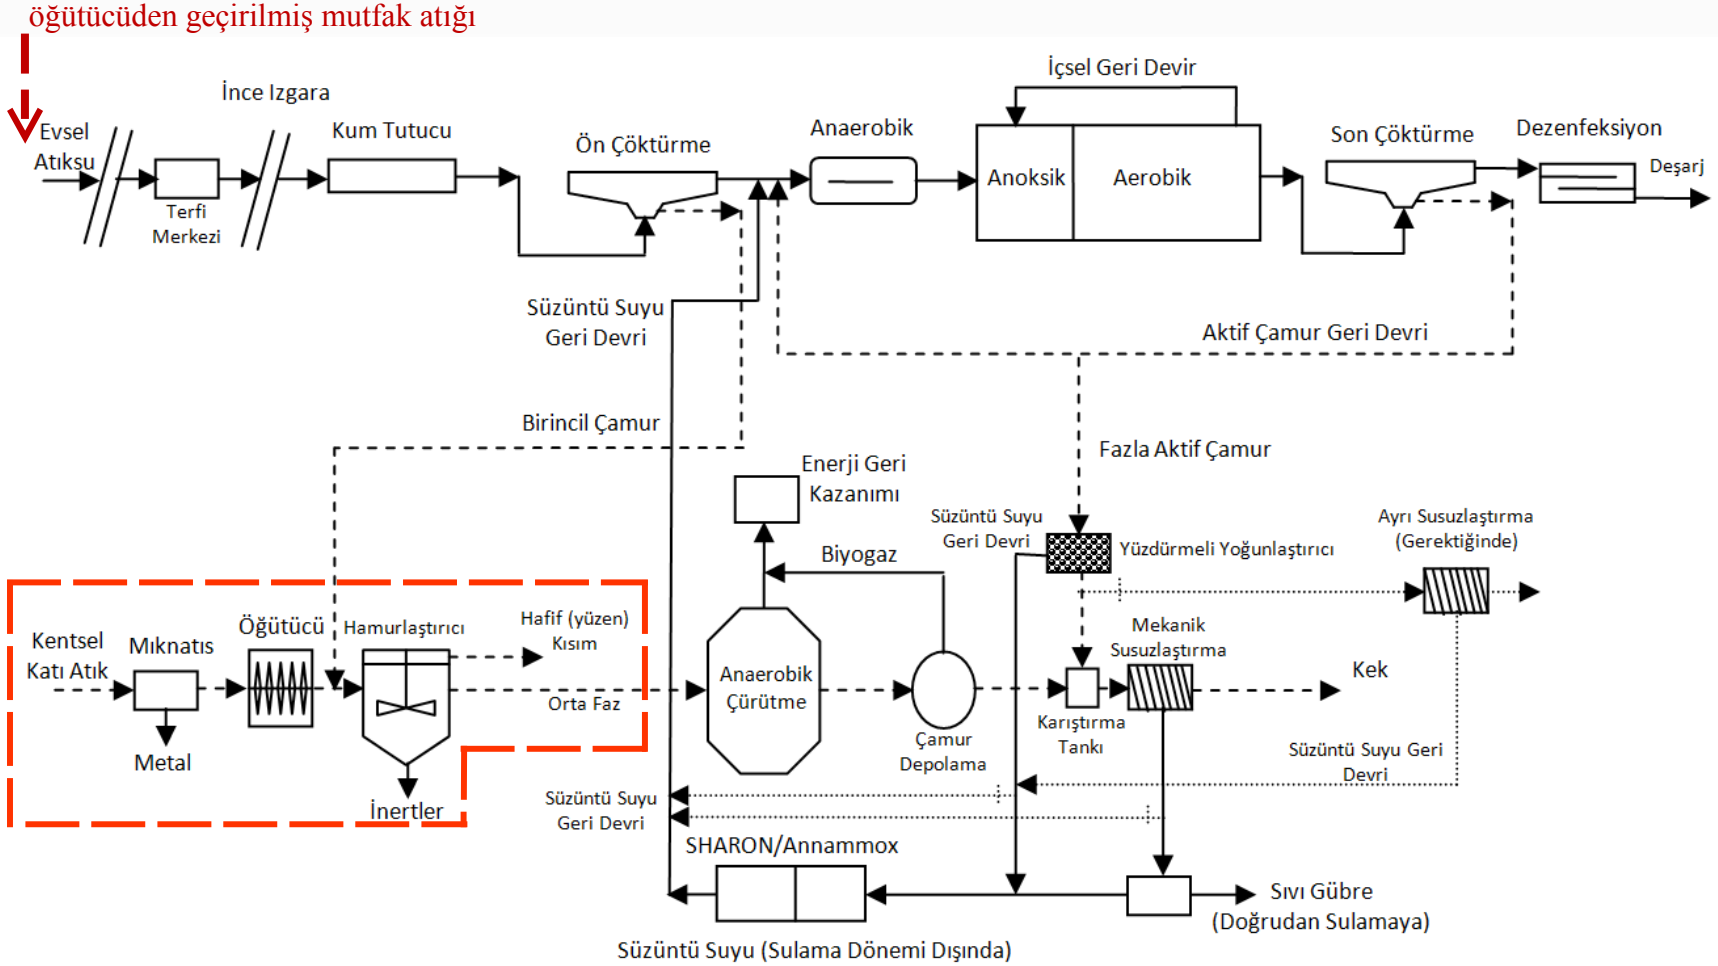 öğütücüden geçirilmiş mutfak atığı
İçsel Geri Devir
İnce Izgara
Evsel
Atıksu
Kum Tutucu
Ön Çöktürme
Anaerobik
Son Çöktürme
Dezenfeksiyon
Deşarj
Anoksik
Aerobik
Terfi
Merkezi
Süzüntü Suyu
Geri Devri
Aktif Çamur Geri Devri
Birincil Çamur
Fazla Aktif Çamur
Enerji Geri
Kazanımı
Süzüntü Suyu
Geri Devri
Ayrı Susuzlaştırma
(Gerektiğinde)
Biyogaz
Yüzdürmeli Yoğunlaştırıcı
Kentsel
Katı Atık
Mıknatıs
Öğütücü
Hamurlaştırıcı
Hafif (yüzen)
Kısım
Mekanik
Susuzlaştırma
Anaerobik
Çürütme
Kek
Orta Faz
Karıştırma
Tankı
Çamur
Depolama
Metal
Süzüntü Suyu Geri
Devri
İnertler
Süzüntü Suyu
Geri Devri
SHARON/Annammox
Sıvı Gübre
(Doğrudan Sulamaya)
Süzüntü Suyu (Sulama Dönemi Dışında)